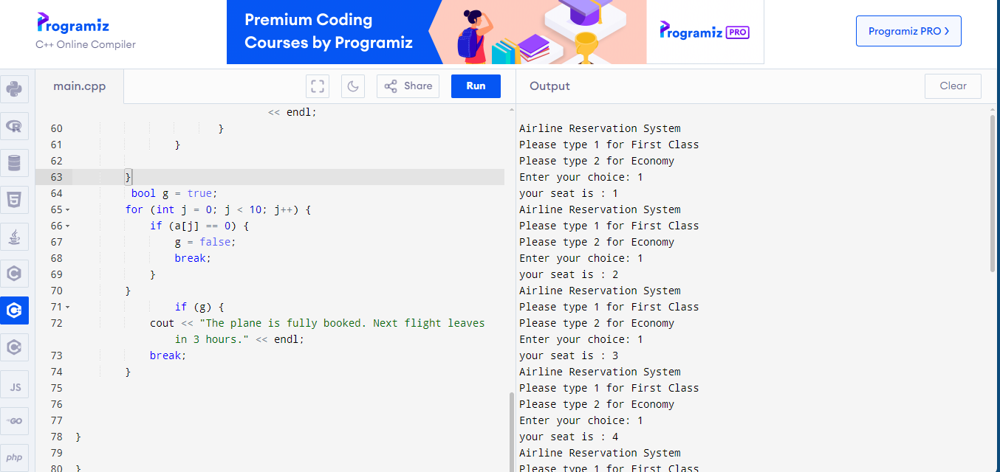 Programiz
C++ Online Compiler
Premium Coding
Courses by Programiz
Programiz PRO
Programiz PRO
main.cpp
Share
Run
Output
Clear
<< endl;
60 }
61 }
62
63 }
64 bool g = true;
65 for (int j = 0; j < 10; j++) {
66 if (a[j] == 0) {
67 g = false;
68 break;
69 }
70 }
71 if (g) {
72 cout << "The plane is fully booked. Next flight leaves
in 3 hours." << endl;
73 break;
74 }
75
76
77
78 }
79
80 }
JS
GO
php
Airline Reservation System
Please type 1 for First Class
Please type 2 for Economy
Enter your choice: 1
your seat is : 1
Airline Reservation System
Please type 1 for First Class
Please type 2 for Economy
Enter your choice: 1
your seat is : 2
Airline Reservation System
Please type 1 for First Class
Please type 2 for Economy
Enter your choice: 1
your seat is : 3
Airline Reservation System
Please type 1 for First Class
Please type 2 for Economy
Enter your choice: 1
your seat is : 4
Airline Reservation System
Please type 1 for First Class